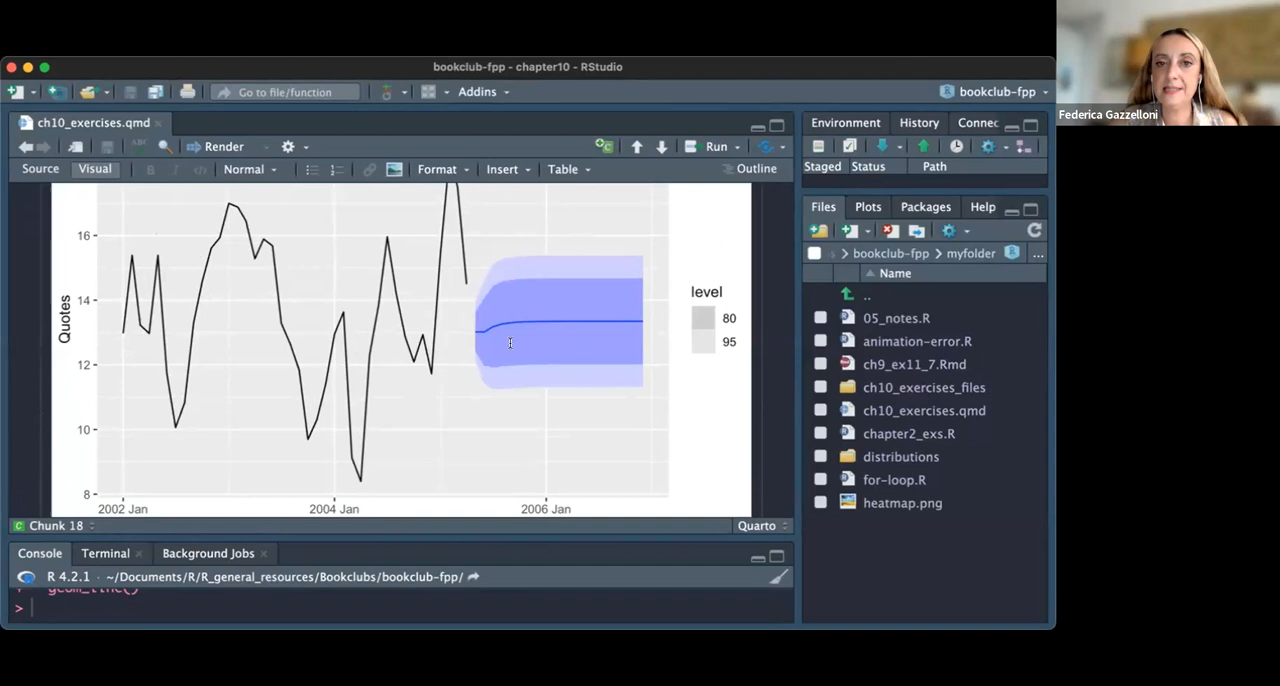 bookclub-fpp - chapter10 - RStudio
Go to file/function
Addins
bookclub-fpp
Federica Gazzelloni
ch10_exercises.qmd
Render
Run
Source
Visual
Normal
Format
Insert
Table
Outline
Quotes
16
14
12
10
8
2002 Jan
2004 Jan
2006 Jan
level
80
95
Chunk 18
Quarto
Console
Terminal
Background Jobs
R 4.2.1 · ~/Documents/R/R_general_resources/Bookclubs/bookclub-fpp/
geom_line()
>
Environment
History
Connec
Staged
Status
Path
Files
Plots
Packages
Help
bookclub-fpp
myfolder
...
Name
..
05_notes.R
animation-error.R
ch9_ex11_7.Rmd
ch10_exercises_files
ch10_exercises.qmd
chapter2_exs.R
distributions
for-loop.R
heatmap.png